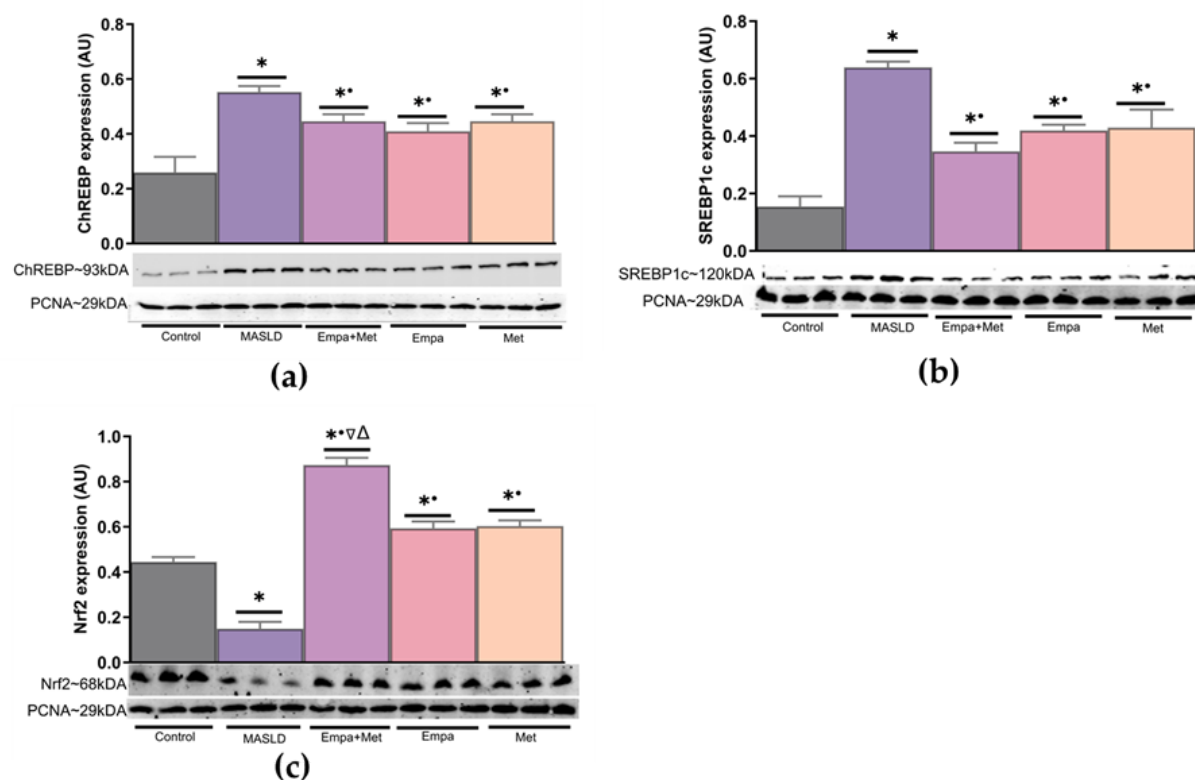 ChREBP expression (AU)
0.8
0.6
0.4
0.2
0.0
*
*•
*•
*•
ChREBP~93kDA
PCNA~29kDA
Control
MASLD
Empa+Met
Empa
Met
(a)
SREBP1c expression (AU)
0.8
0.6
0.4
0.2
0.0
*
*•
*•
*•
SREBP1c~120kDA
PCNA~29kDA
Control
MASLD
Empa+Met
Empa
Met
(b)
Nrf2 expression (AU)
1.0
0.8
0.6
0.4
0.2
0.0
*
*•∇Δ
*•
*•
Nrf2~68kDA
PCNA~29kDA
Control
MASLD
Empa+Met
Empa
Met
(c)